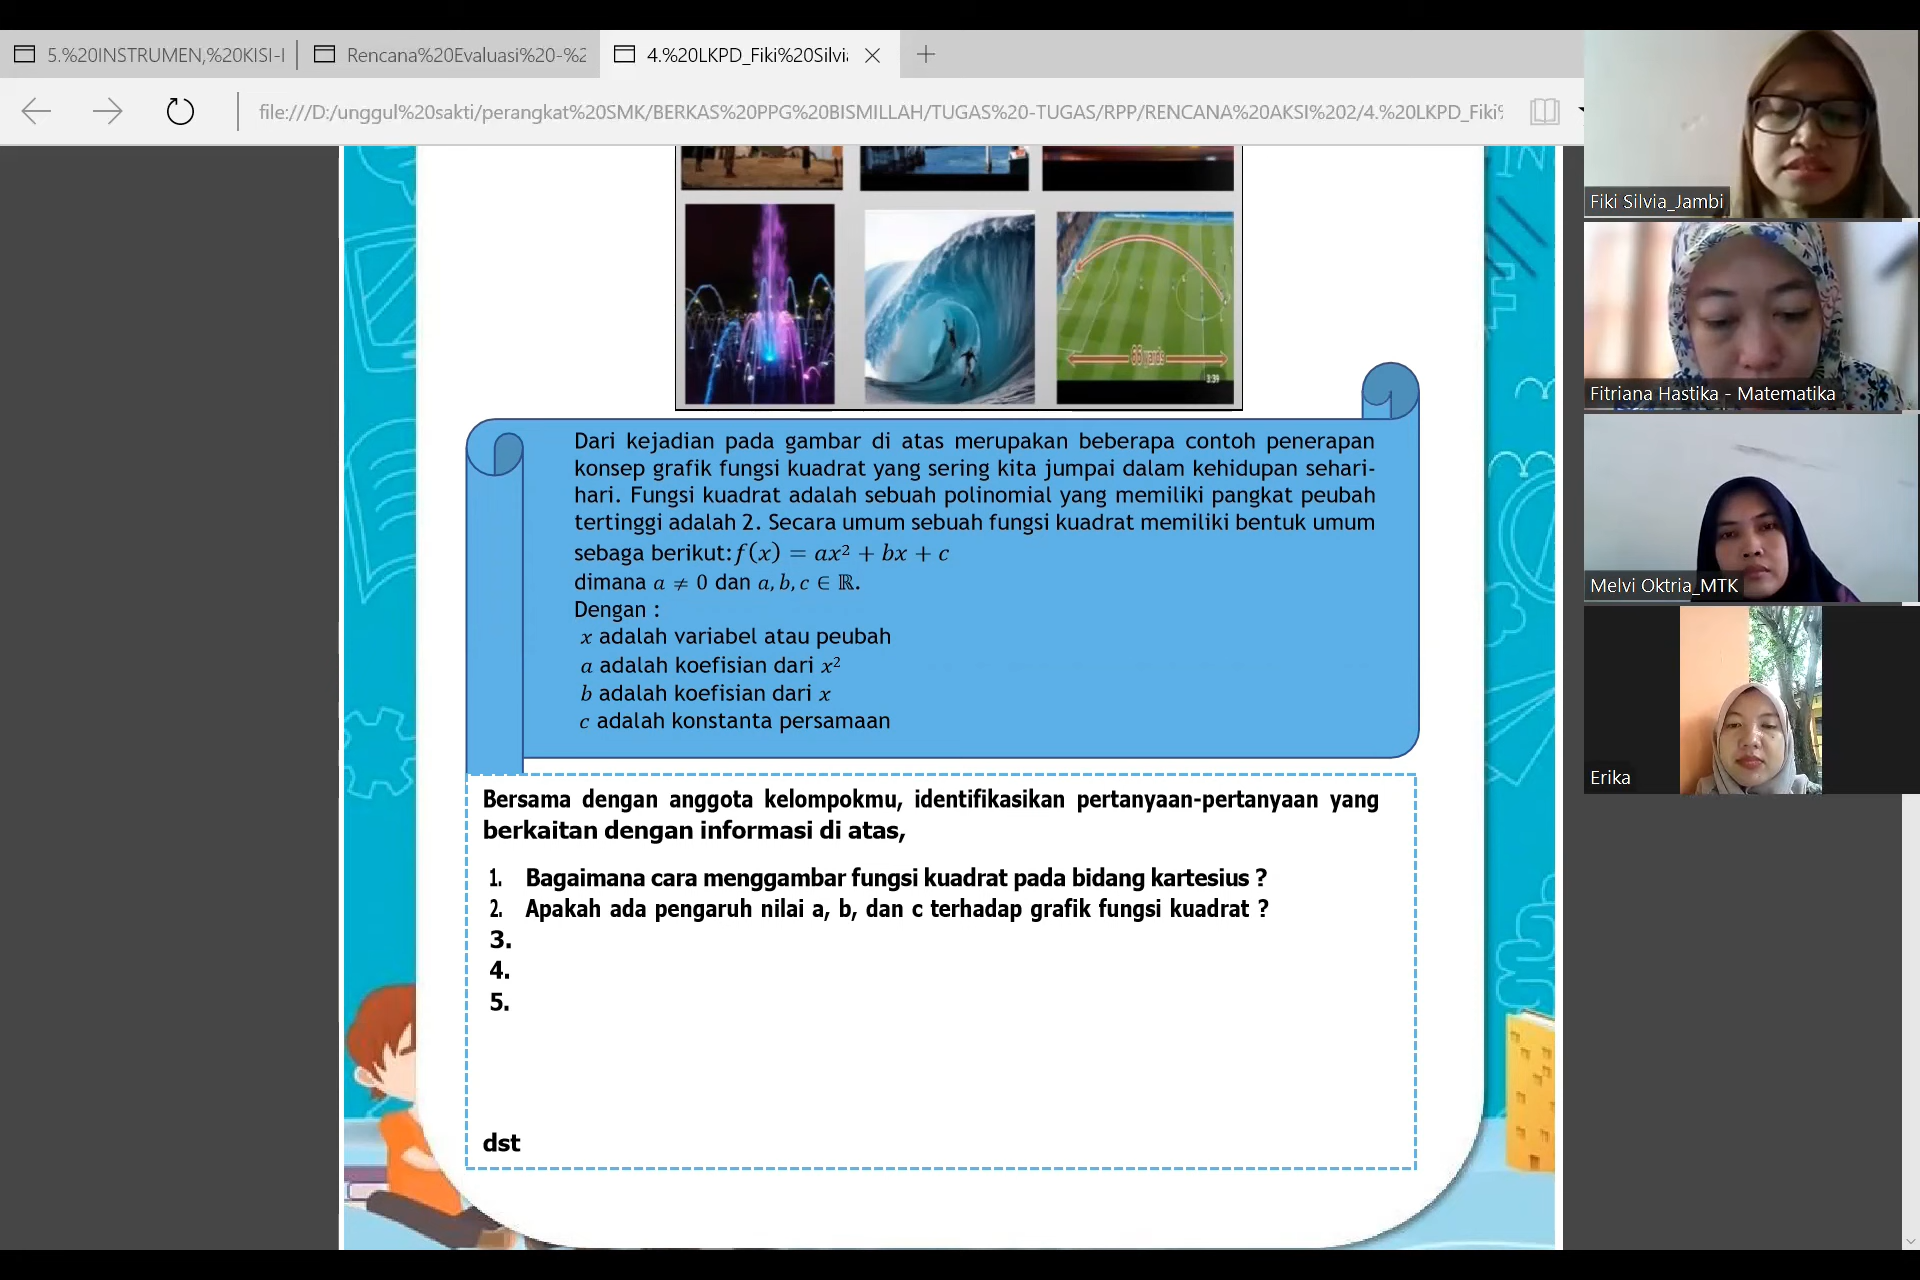 5.%20INSTRUMEN,%20KISI-I
Rencana%20Evaluasi%20-%2
4.%20LKPD_Fiki%20Silvi
file:///D:/unggul%20sakti/perangkat%20SMK/BERKAS%20PPG%20BISMILLAH/TUGAS%20-TUGAS/RPP/RENCANA%20AKSI%202/4.%20LKPD_Fiki%
66 yards
3:39
Dari kejadian pada gambar di atas merupakan beberapa contoh penerapan
konsep grafik fungsi kuadrat yang sering kita jumpai dalam kehidupan sehari-
hari. Fungsi kuadrat adalah sebuah polinomial yang memiliki pangkat peubah
tertinggi adalah 2. Secara umum sebuah fungsi kuadrat memiliki bentuk umum
sebaga berikut: f(x) = ax² + bx + c
dimana a ≠ 0 dan a, b, c ∈ ℝ.
Dengan :
x adalah variabel atau peubah
a adalah koefisian dari x²
b adalah koefisian dari x
c adalah konstanta persamaan
Bersama dengan anggota kelompokmu, identifikasikan pertanyaan-pertanyaan yang
berkaitan dengan informasi di atas,
1. Bagaimana cara menggambar fungsi kuadrat pada bidang kartesius ?
2. Apakah ada pengaruh nilai a, b, dan c terhadap grafik fungsi kuadrat ?
3.
4.
5.
dst
Fiki Silvia_Jambi
Fitriana Hastika - Matematika
Melvi Oktria_MTK
Erika